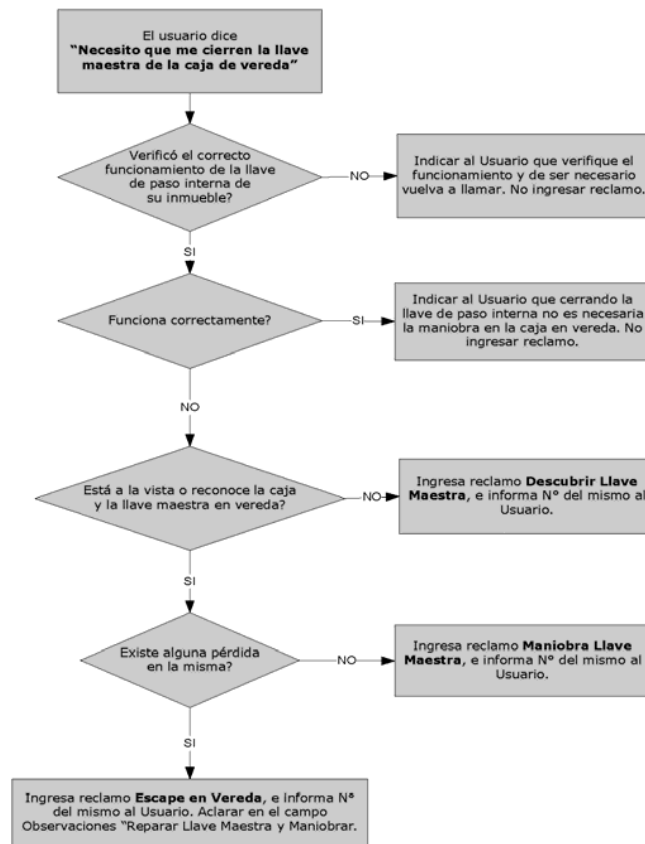 El usuario dice
“Necesito que me cierren la llave
maestra de la caja de vereda”
Verificó el correcto
funcionamiento de la llave
de paso interna de
su inmueble?
NO
Indicar al Usuario que verifique el
funcionamiento y de ser necesario
vuelva a llamar. No ingresar reclamo.
SI
Funciona correctamente?
SI
Indicar al Usuario que cerrando la
llave de paso interna no es necesaria
la maniobra en la caja en vereda. No
ingresar reclamo.
NO
Está a la vista o reconoce la caja
y la llave maestra en vereda?
NO
Ingresa reclamo Descubrir Llave
Maestra, e informa N° del mismo al
Usuario.
SI
Existe alguna pérdida
en la misma?
NO
Ingresa reclamo Maniobra Llave
Maestra, e informa N° del mismo al
Usuario.
SI
Ingresa reclamo Escape en Vereda, e informa N°
del mismo al Usuario. Aclarar en el campo
Observaciones “Reparar Llave Maestra y Maniobrar.